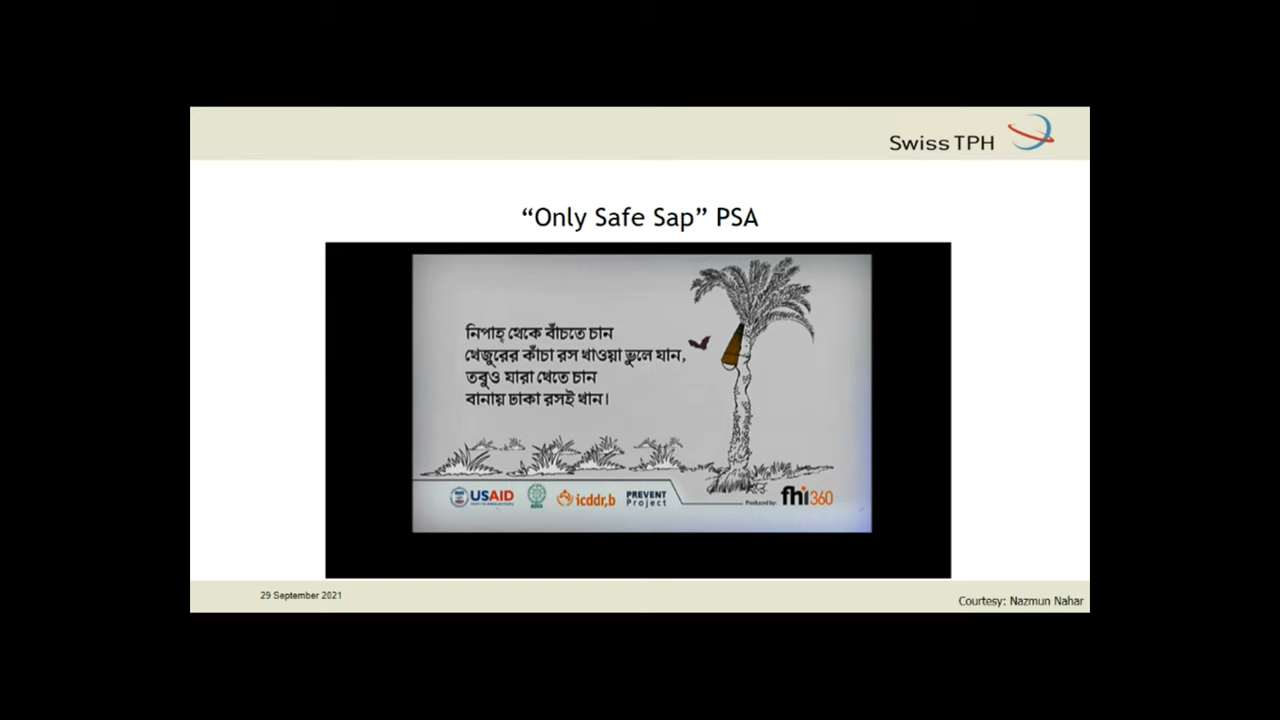 Swiss TPH
“Only Safe Sap” PSA
নিপাহ্ থেকে বাঁচতে চান
খেজুরের কাঁচা রস খাওয়া ভুলে যান,
তবুও যারা খেতে চান
বানায় ঢাকা রসই খান।
USAID
icddr,b
PREVENT
Project
Produced by:
fhi360
29 September 2021
Courtesy: Nazmun Nahar